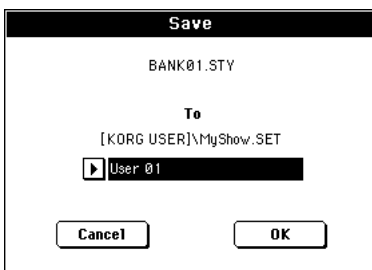 Save
BANK01.STY
To
[KORG USER]\MyShow.SET
User 01
Cancel
OK